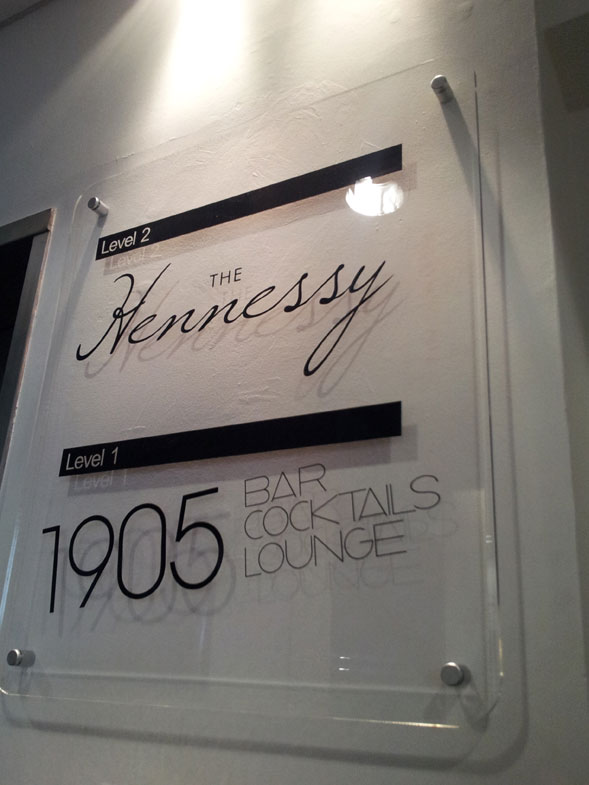 Level 2
THE
Hennessy
Level 1
1905
BAR
COCKTAILS
LOUNGE